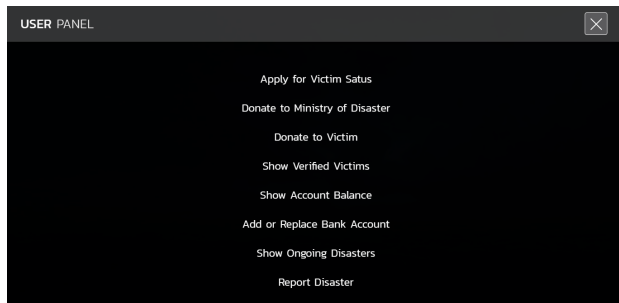 USER PANEL
Apply for Victim Satus
Donate to Ministry of Disaster
Donate to Victim
Show Verified Victims
Show Account Balance
Add or Replace Bank Account
Show Ongoing Disasters
Report Disaster